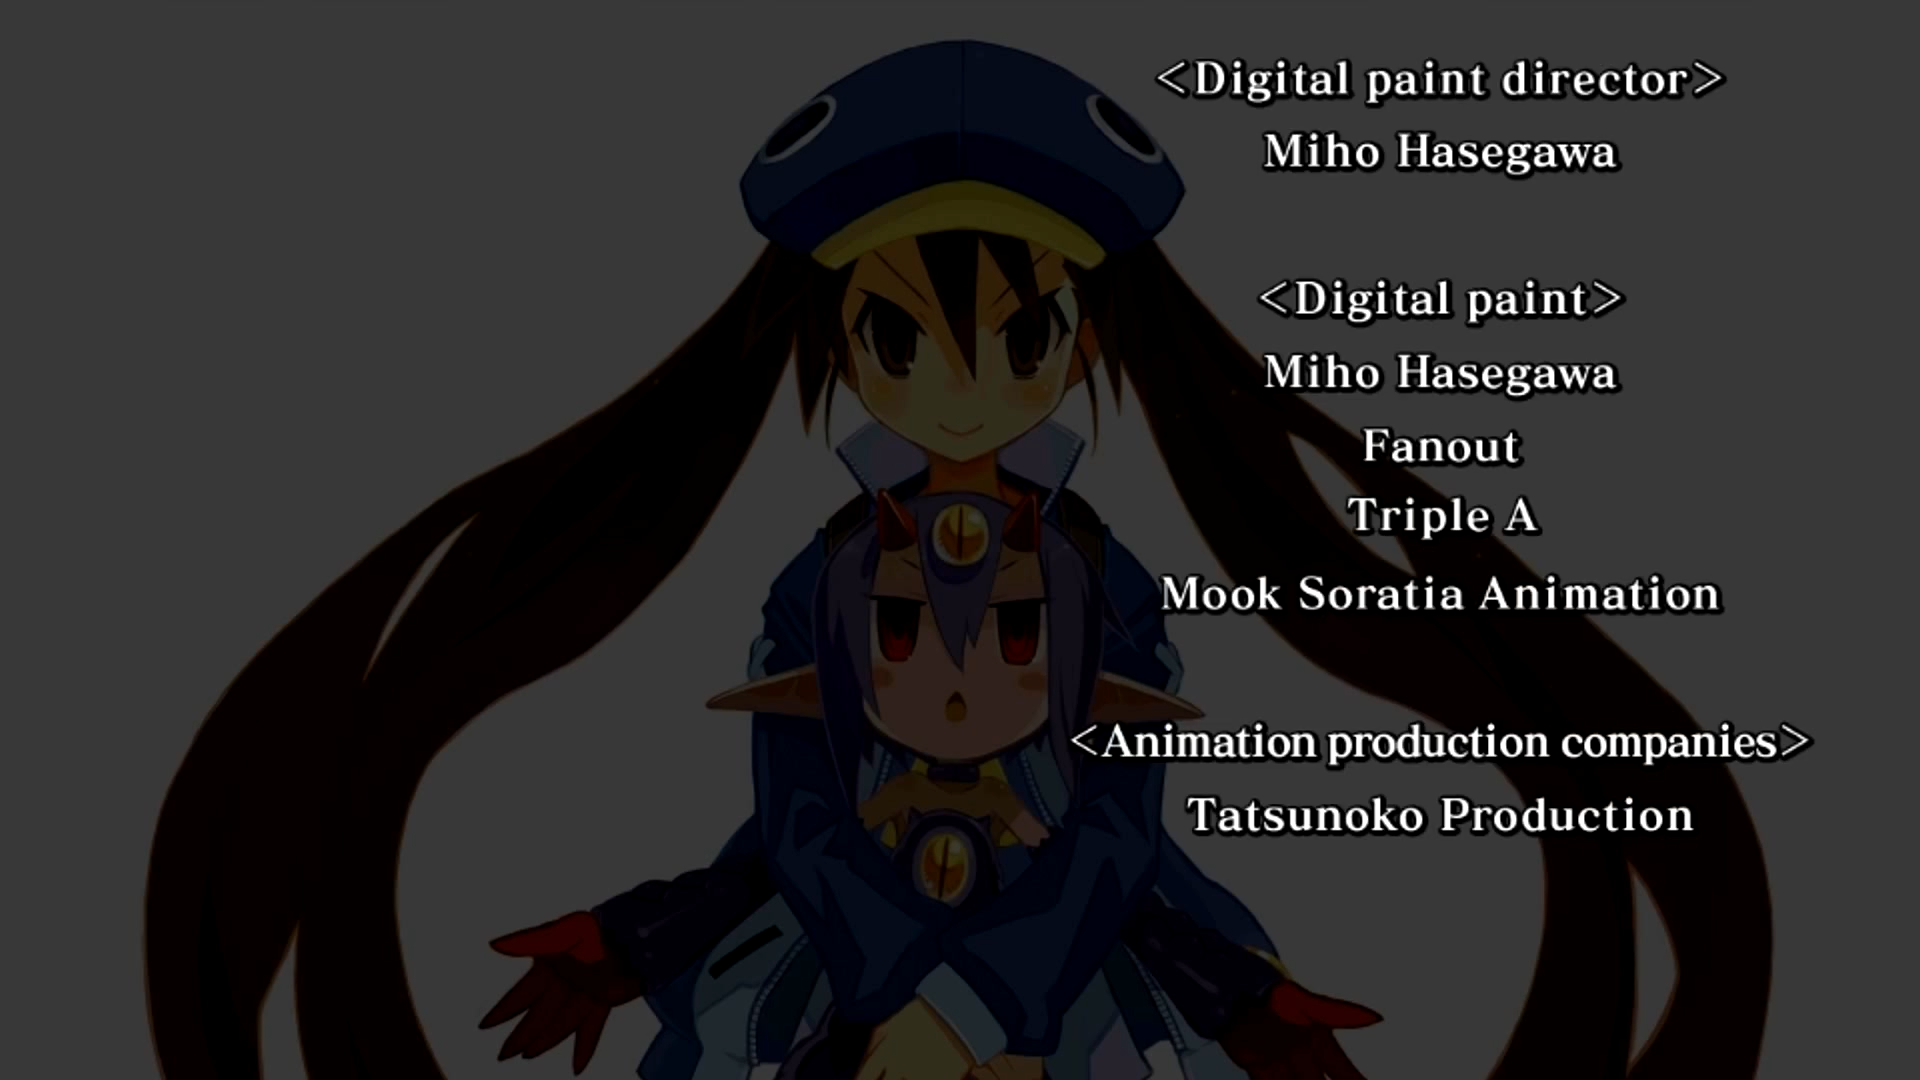 <Digital paint director>
Miho Hasegawa
<Digital paint>
Miho Hasegawa
Fanout
Triple A
Mook Soratia Animation
<Animation production companies>
Tatsunoko Production